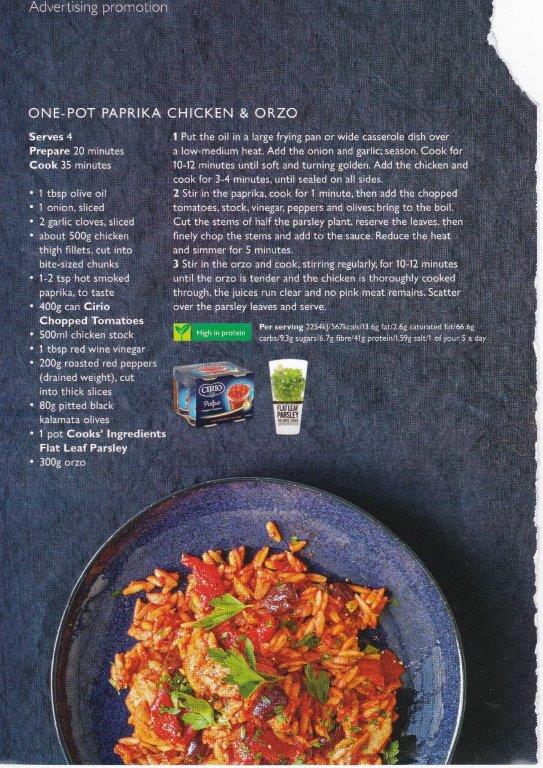 Advertising promotion
ONE-POT PAPRIKA CHICKEN & ORZO
Serves 4
Prepare 20 minutes
Cook 35 minutes
• 1 tbsp olive oil
• 1 onion, sliced
• 2 garlic cloves, sliced
• about 500g chicken
thigh fillets, cut into
bite-sized chunks
• 1-2 tsp hot smoked
paprika, to taste
• 400g can Cirio
Chopped Tomatoes
• 500ml chicken stock
• 1 tbsp red wine vinegar
• 200g roasted red peppers
(drained weight), cut
into thick slices
• 80g pitted black
kalamata olives
• 1 pot Cooks' Ingredients
Flat Leaf Parsley
• 300g orzo
1 Put the oil in a large frying pan or wide casserole dish over
a low-medium heat. Add the onion and garlic; season. Cook for
10-12 minutes until soft and turning golden. Add the chicken and
cook for 3-4 minutes, until sealed on all sides.
2 Stir in the paprika, cook for 1 minute, then add the chopped
tomatoes, stock, vinegar, peppers and olives; bring to the boil.
Cut the stems of half the parsley plant, reserve the leaves, then
finely chop the stems and add to the sauce. Reduce the heat
and simmer for 5 minutes.
3 Stir in the orzo and cook, stirring regularly, for 10-12 minutes
until the orzo is tender and the chicken is thoroughly cooked
through, the juices run clear and no pink meat remains. Scatter
over the parsley leaves and serve.
High in protein
Per serving 2254kJ/567kcals/13.6g fat/2.6g saturated fat/66.6g
carbs/9.3g sugars/6.7g fibre/41g protein/1.59g salt/1 of your 5 a day
CIRIO
Polpa
FLAT LEAF
PARSLEY